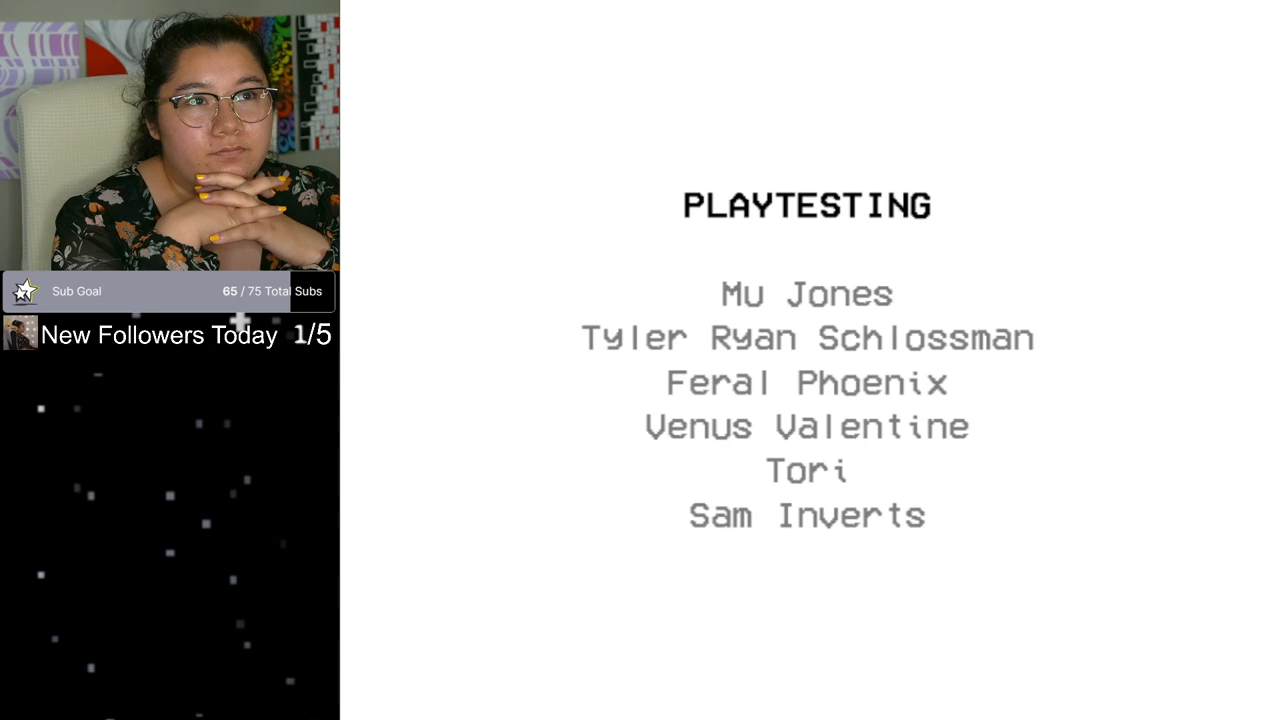 Sub Goal 65 / 75 Total Subs
New Followers Today 1/5
PLAYTESTING
Mu Jones
Tyler Ryan Schlossman
Feral Phoenix
Venus Valentine
Tori
Sam Inverts